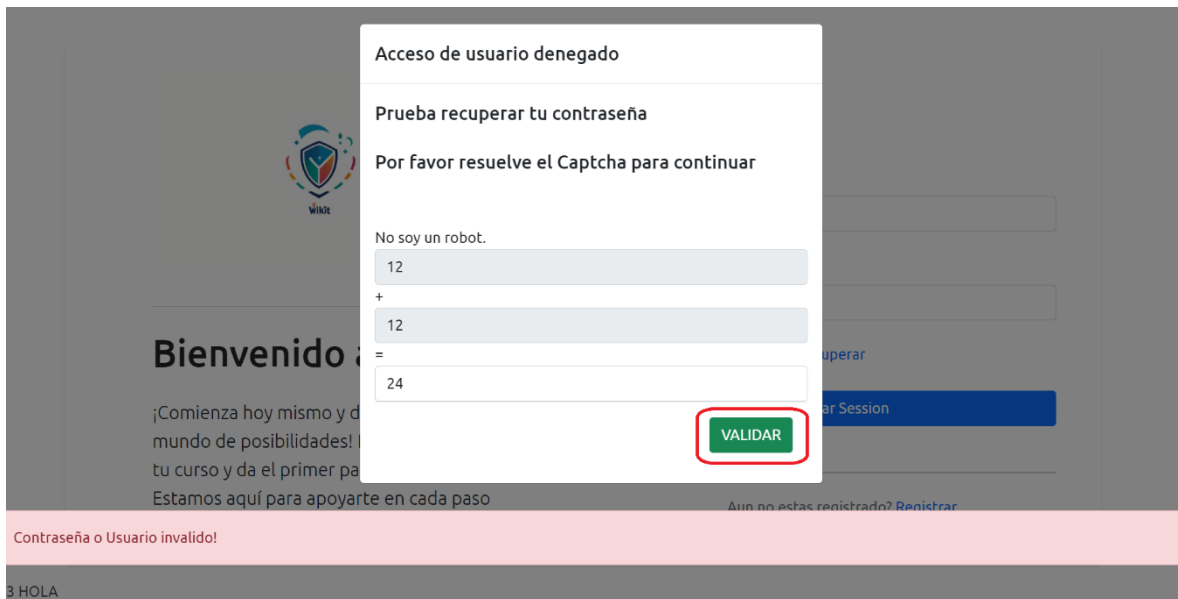 Acceso de usuario denegado
Prueba recuperar tu contraseña
Por favor resuelve el Captcha para continuar
No soy un robot.
12
+
12
=
24
VALIDAR
wikit
Bienvenido a
¡Comienza hoy mismo y d
mundo de posibilidades!
tu curso y da el primer pa
Estamos aquí para apoyarte en cada paso
uperar
ar Session
Aun no estas registrado? Registrar
Contraseña o Usuario invalido!
3 HOLA